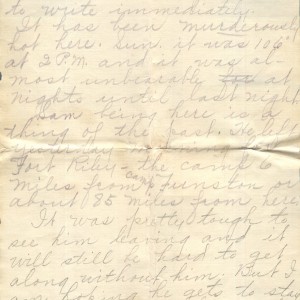 to write immediately.
It has been murderously
hot here. Sun. it was 106°
at 3 P.M. and it was al-
most unbearable at
nights until last night
Sam being here is a
thing of the past. He left
yesterday morning for
Fort Riley - the camp 6
miles from Camp Funston or
about 185 miles from here.
It was pretty tough to
see him leaving and it
will still be hard to get
along without him. But I
am hoping he gets to stay